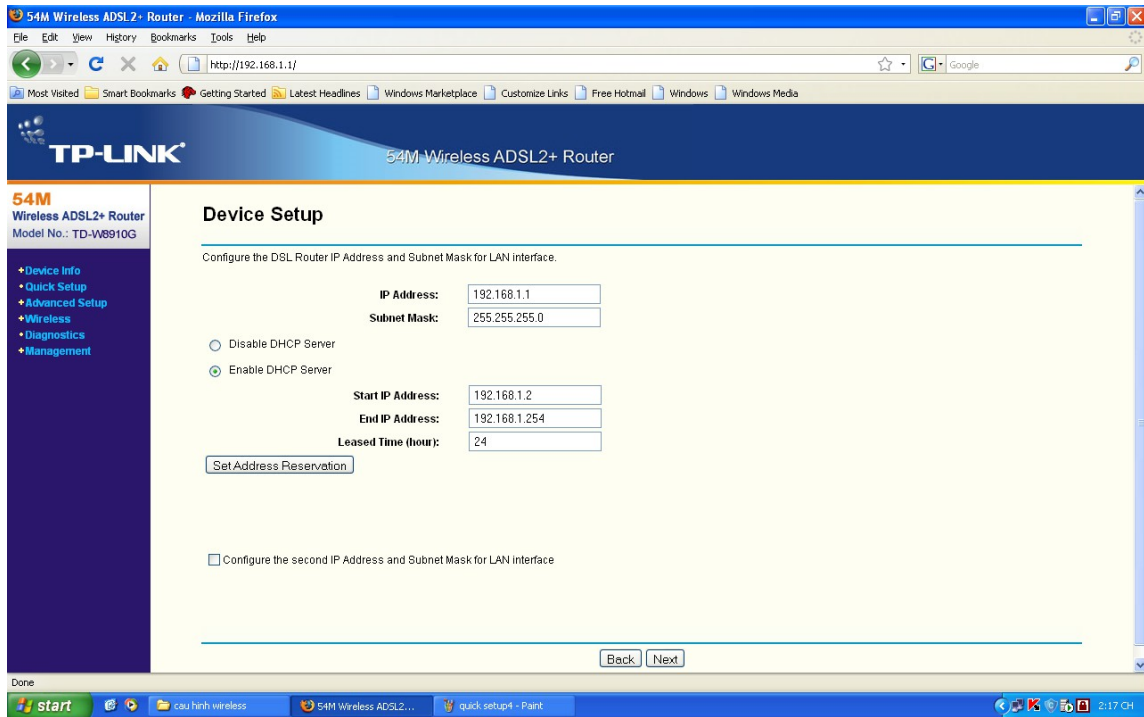 54M Wireless ADSL2+ Router - Mozilla Firefox
File Edit View History Bookmarks Tools Help
http://192.168.1.1/
G Google
Most Visited Smart Bookmarks Getting Started Latest Headlines Windows Marketplace Customize Links Free Hotmail Windows Windows Media
TP-LINK
54M Wireless ADSL2+ Router
54M
Wireless ADSL2+ Router
Model No.: TD-W8910G
+Device Info
•Quick Setup
+Advanced Setup
+Wireless
•Diagnostics
+Management
Device Setup
Configure the DSL Router IP Address and Subnet Mask for LAN interface.
IP Address: 192.168.1.1
Subnet Mask: 255.255.255.0
Disable DHCP Server
Enable DHCP Server
Start IP Address: 192.168.1.2
End IP Address: 192.168.1.254
Leased Time (hour): 24
Set Address Reservation
Configure the second IP Address and Subnet Mask for LAN interface
Back Next
Done
start cau hinh wireless 54M Wireless ADSL2... quick setup4 - Paint 2:17 CH